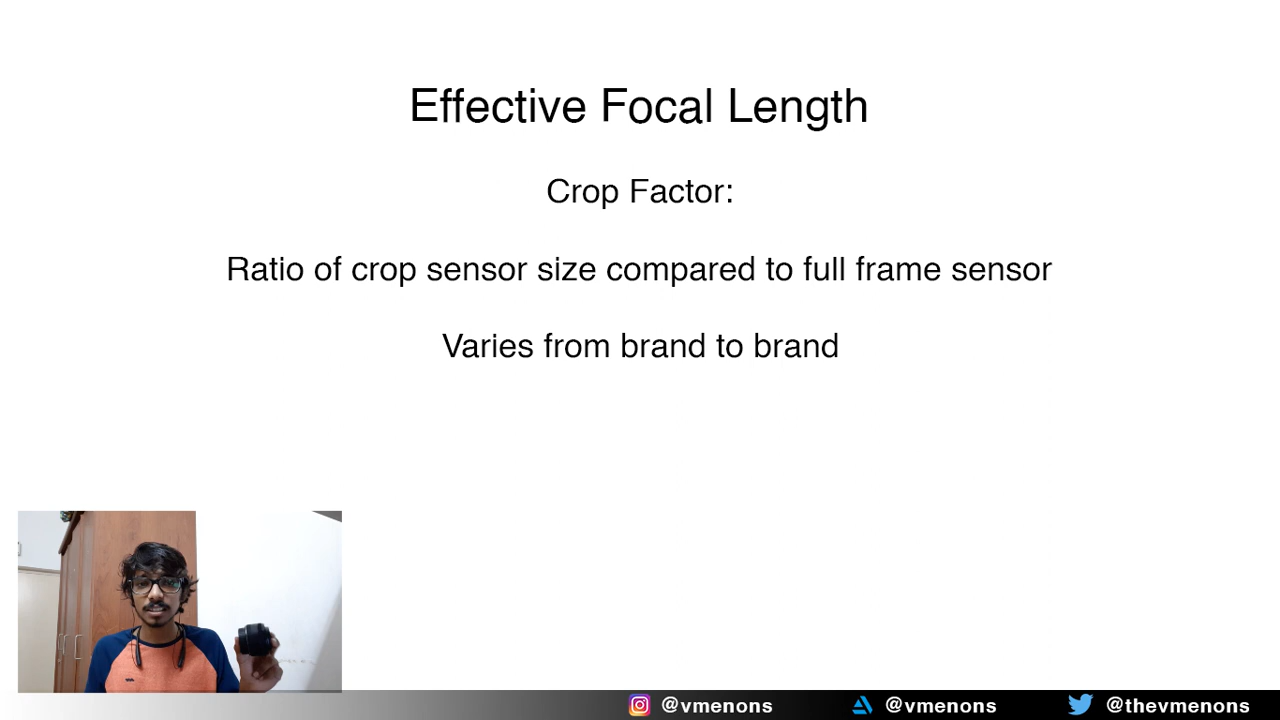 Effective Focal Length
Crop Factor:
Ratio of crop sensor size compared to full frame sensor
Varies from brand to brand
@vmenons @vmenons @thevmenons